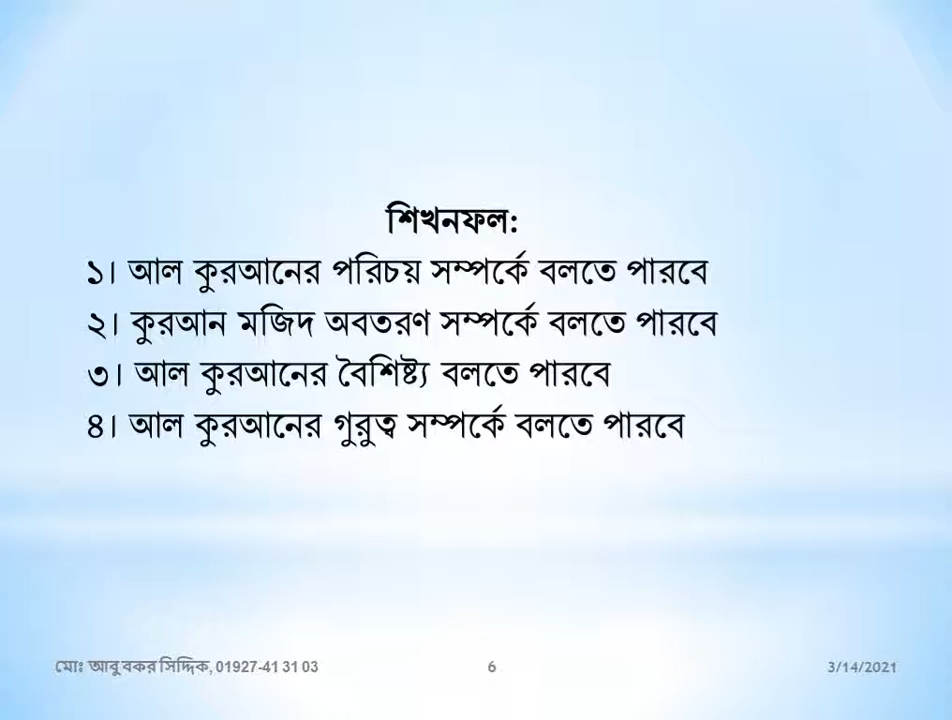 শিখনফল:
১। আল কুরআনের পরিচয় সম্পর্কে বলতে পারবে
২। কুরআন মজিদ অবতরণ সম্পর্কে বলতে পারবে
৩। আল কুরআনের বৈশিষ্ট্য বলতে পারবে
৪। আল কুরআনের গুরুত্ব সম্পর্কে বলতে পারবে
মোঃ আবু বকর সিদ্দিক, 01927-41 31 03 6 3/14/2021